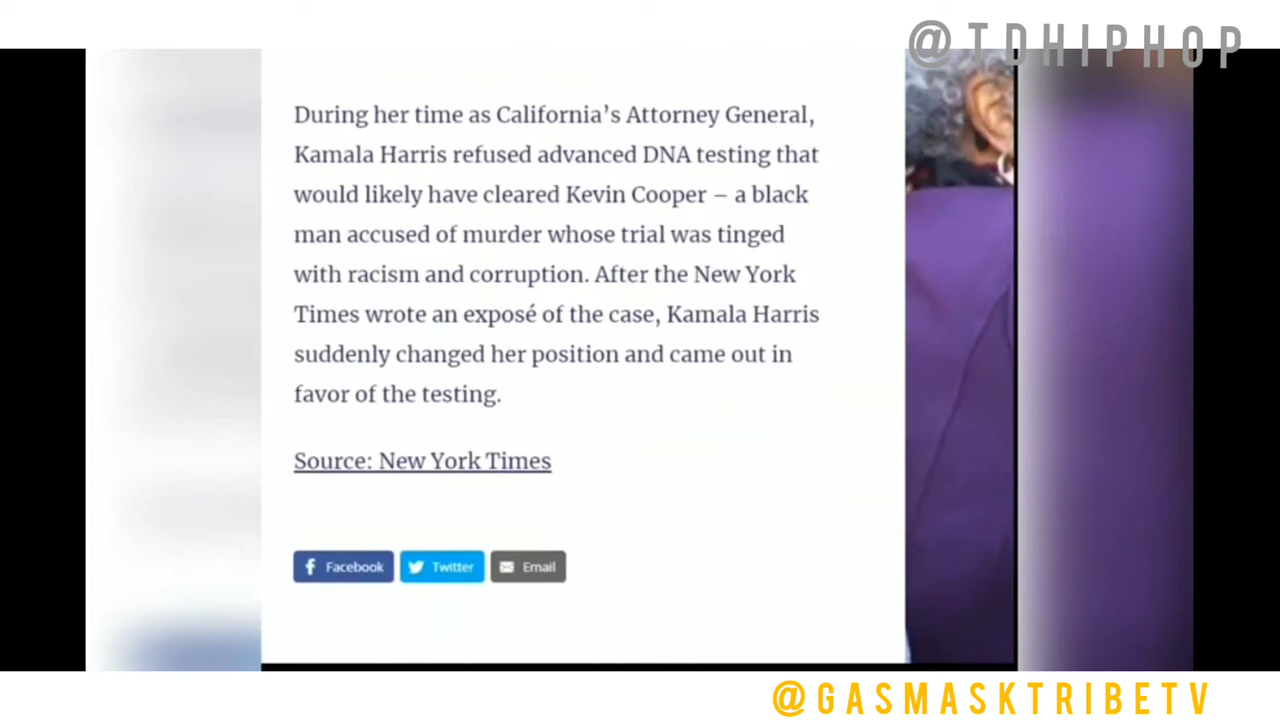 @TDHIPHOP
During her time as California’s Attorney General,
Kamala Harris refused advanced DNA testing that
would likely have cleared Kevin Cooper – a black
man accused of murder whose trial was tinged
with racism and corruption. After the New York
Times wrote an exposé of the case, Kamala Harris
suddenly changed her position and came out in
favor of the testing.
Source: New York Times
Facebook Twitter Email
@GASMASKTRIBETV